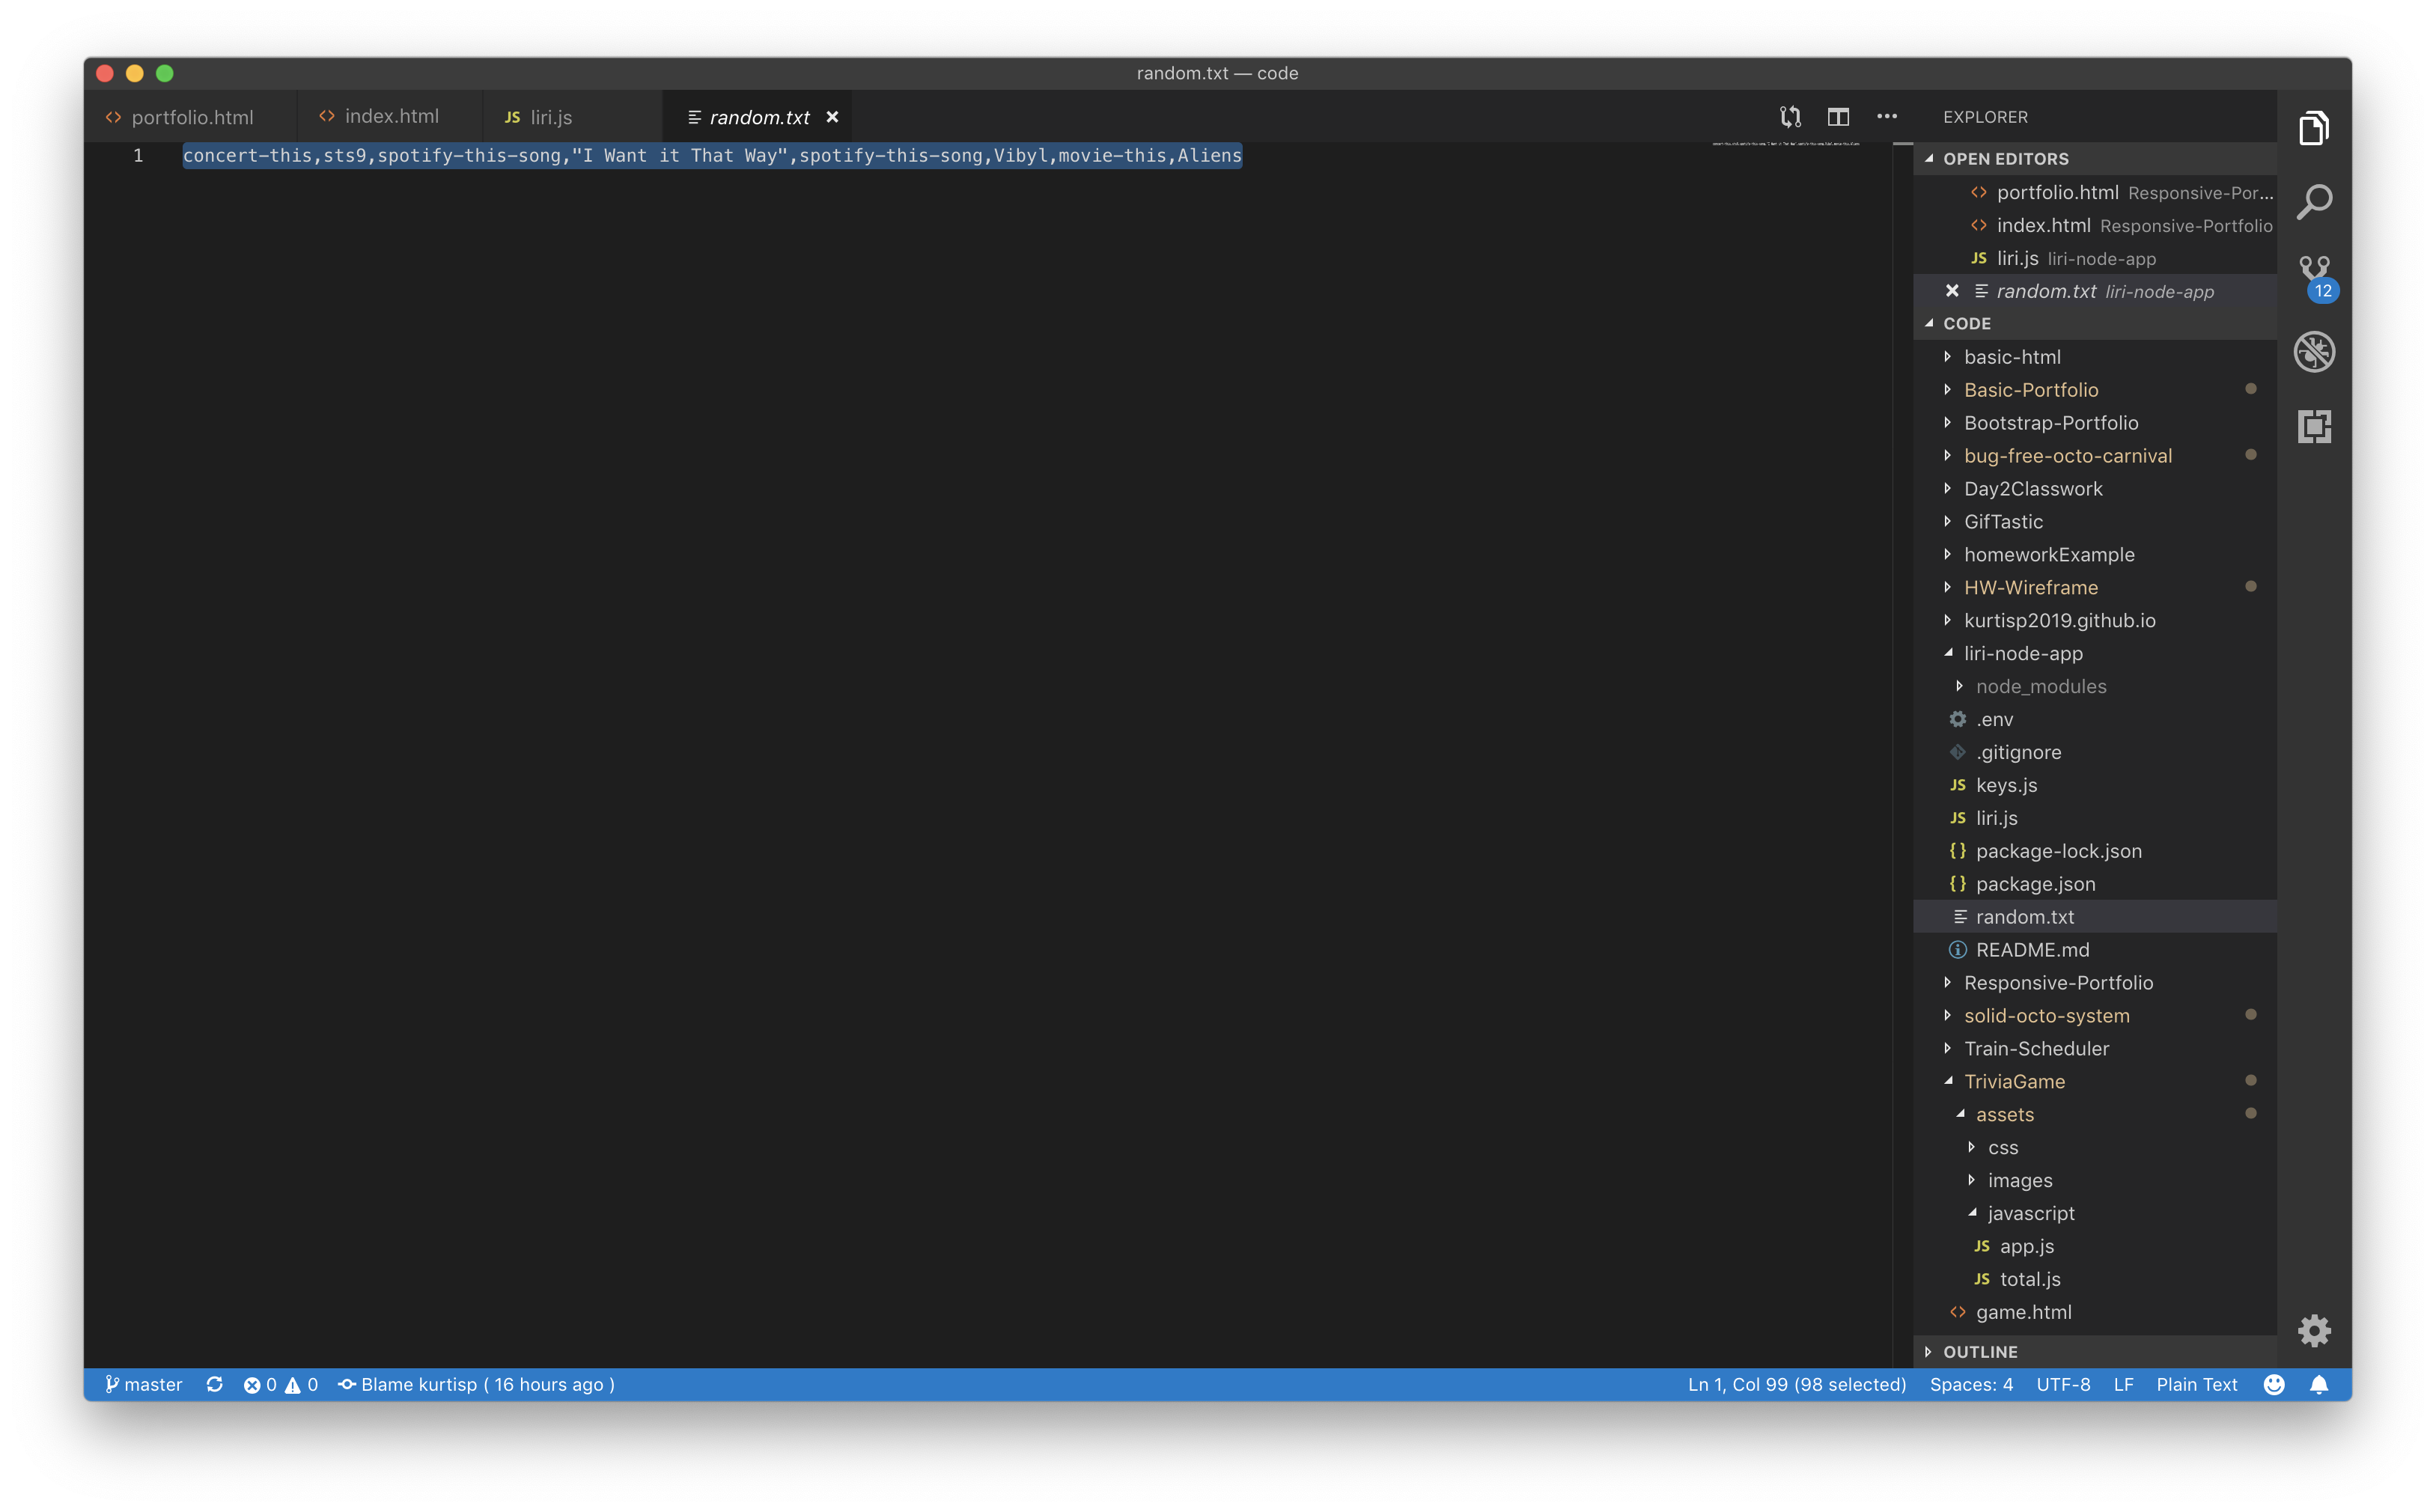 random.txt — code
portfolio.html
index.html
JS liri.js
random.txt
EXPLORER
1 concert-this,sts9,spotify-this-song,"I Want it That Way",spotify-this-song,Vibyl,movie-this,Aliens
OPEN EDITORS
portfolio.html Responsive-Por...
index.html Responsive-Portfolio
JS liri.js liri-node-app
random.txt liri-node-app
12
CODE
basic-html
Basic-Portfolio
Bootstrap-Portfolio
bug-free-octo-carnival
Day2Classwork
GifTastic
homeworkExample
HW-Wireframe
kurtisp2019.github.io
liri-node-app
node_modules
.env
.gitignore
JS keys.js
JS liri.js
{} package-lock.json
{} package.json
random.txt
README.md
Responsive-Portfolio
solid-octo-system
Train-Scheduler
TriviaGame
assets
css
images
javascript
JS app.js
JS total.js
game.html
OUTLINE
master 0 0 Blame kurtisp ( 16 hours ago ) Ln 1, Col 99 (98 selected) Spaces: 4 UTF-8 LF Plain Text